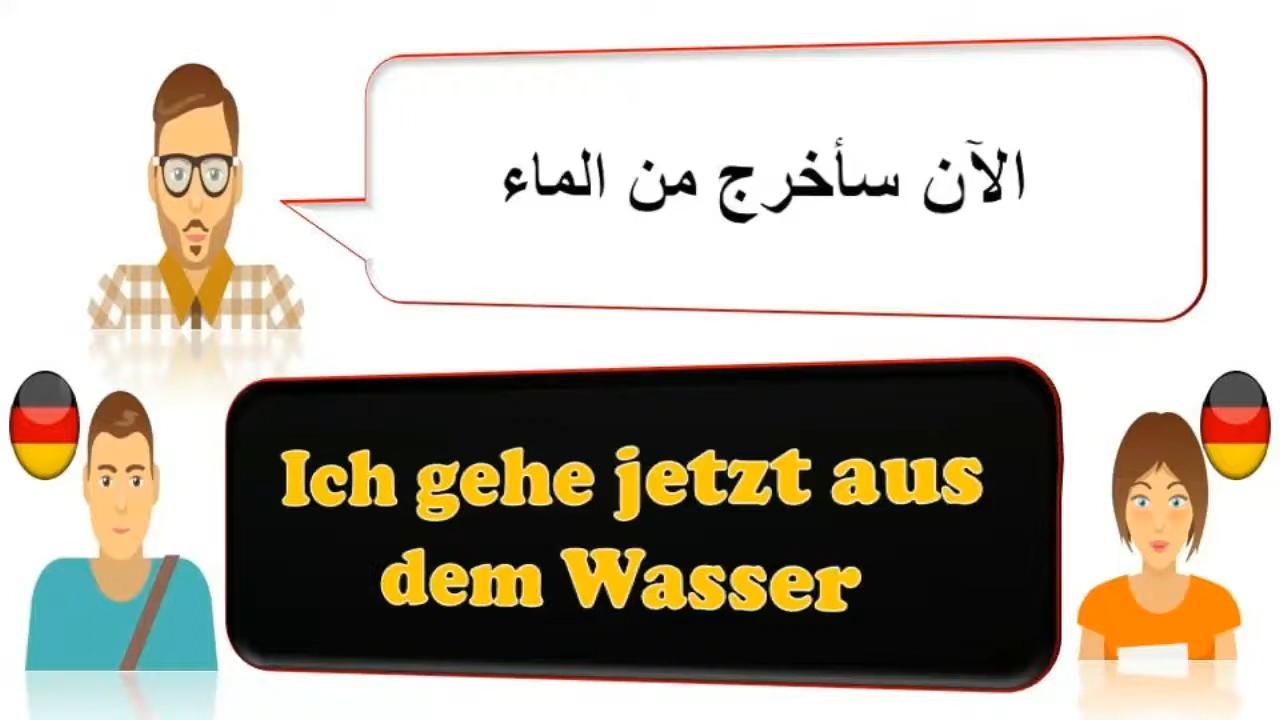 الآن سأخرج من الماء
Ich gehe jetzt aus
dem Wasser